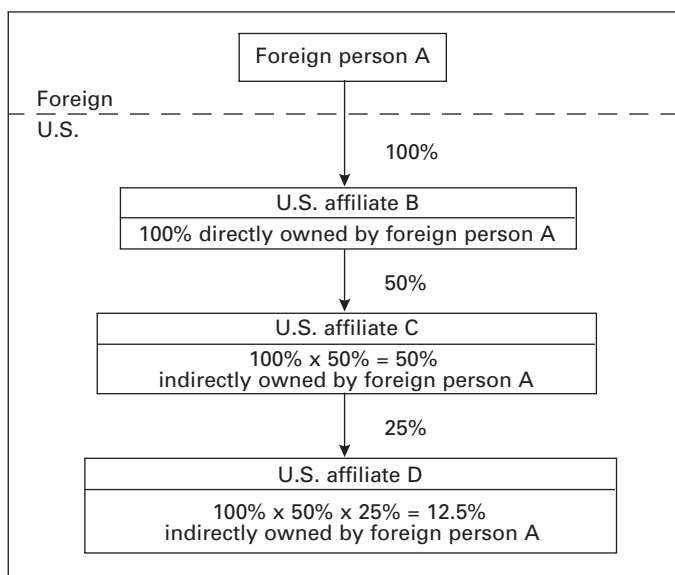 Foreign person A
Foreign
U.S.
100%
U.S. affiliate B
100% directly owned by foreign person A
50%
U.S. affiliate C
100% x 50% = 50%
indirectly owned by foreign person A
25%
U.S. affiliate D
100% x 50% x 25% = 12.5%
indirectly owned by foreign person A